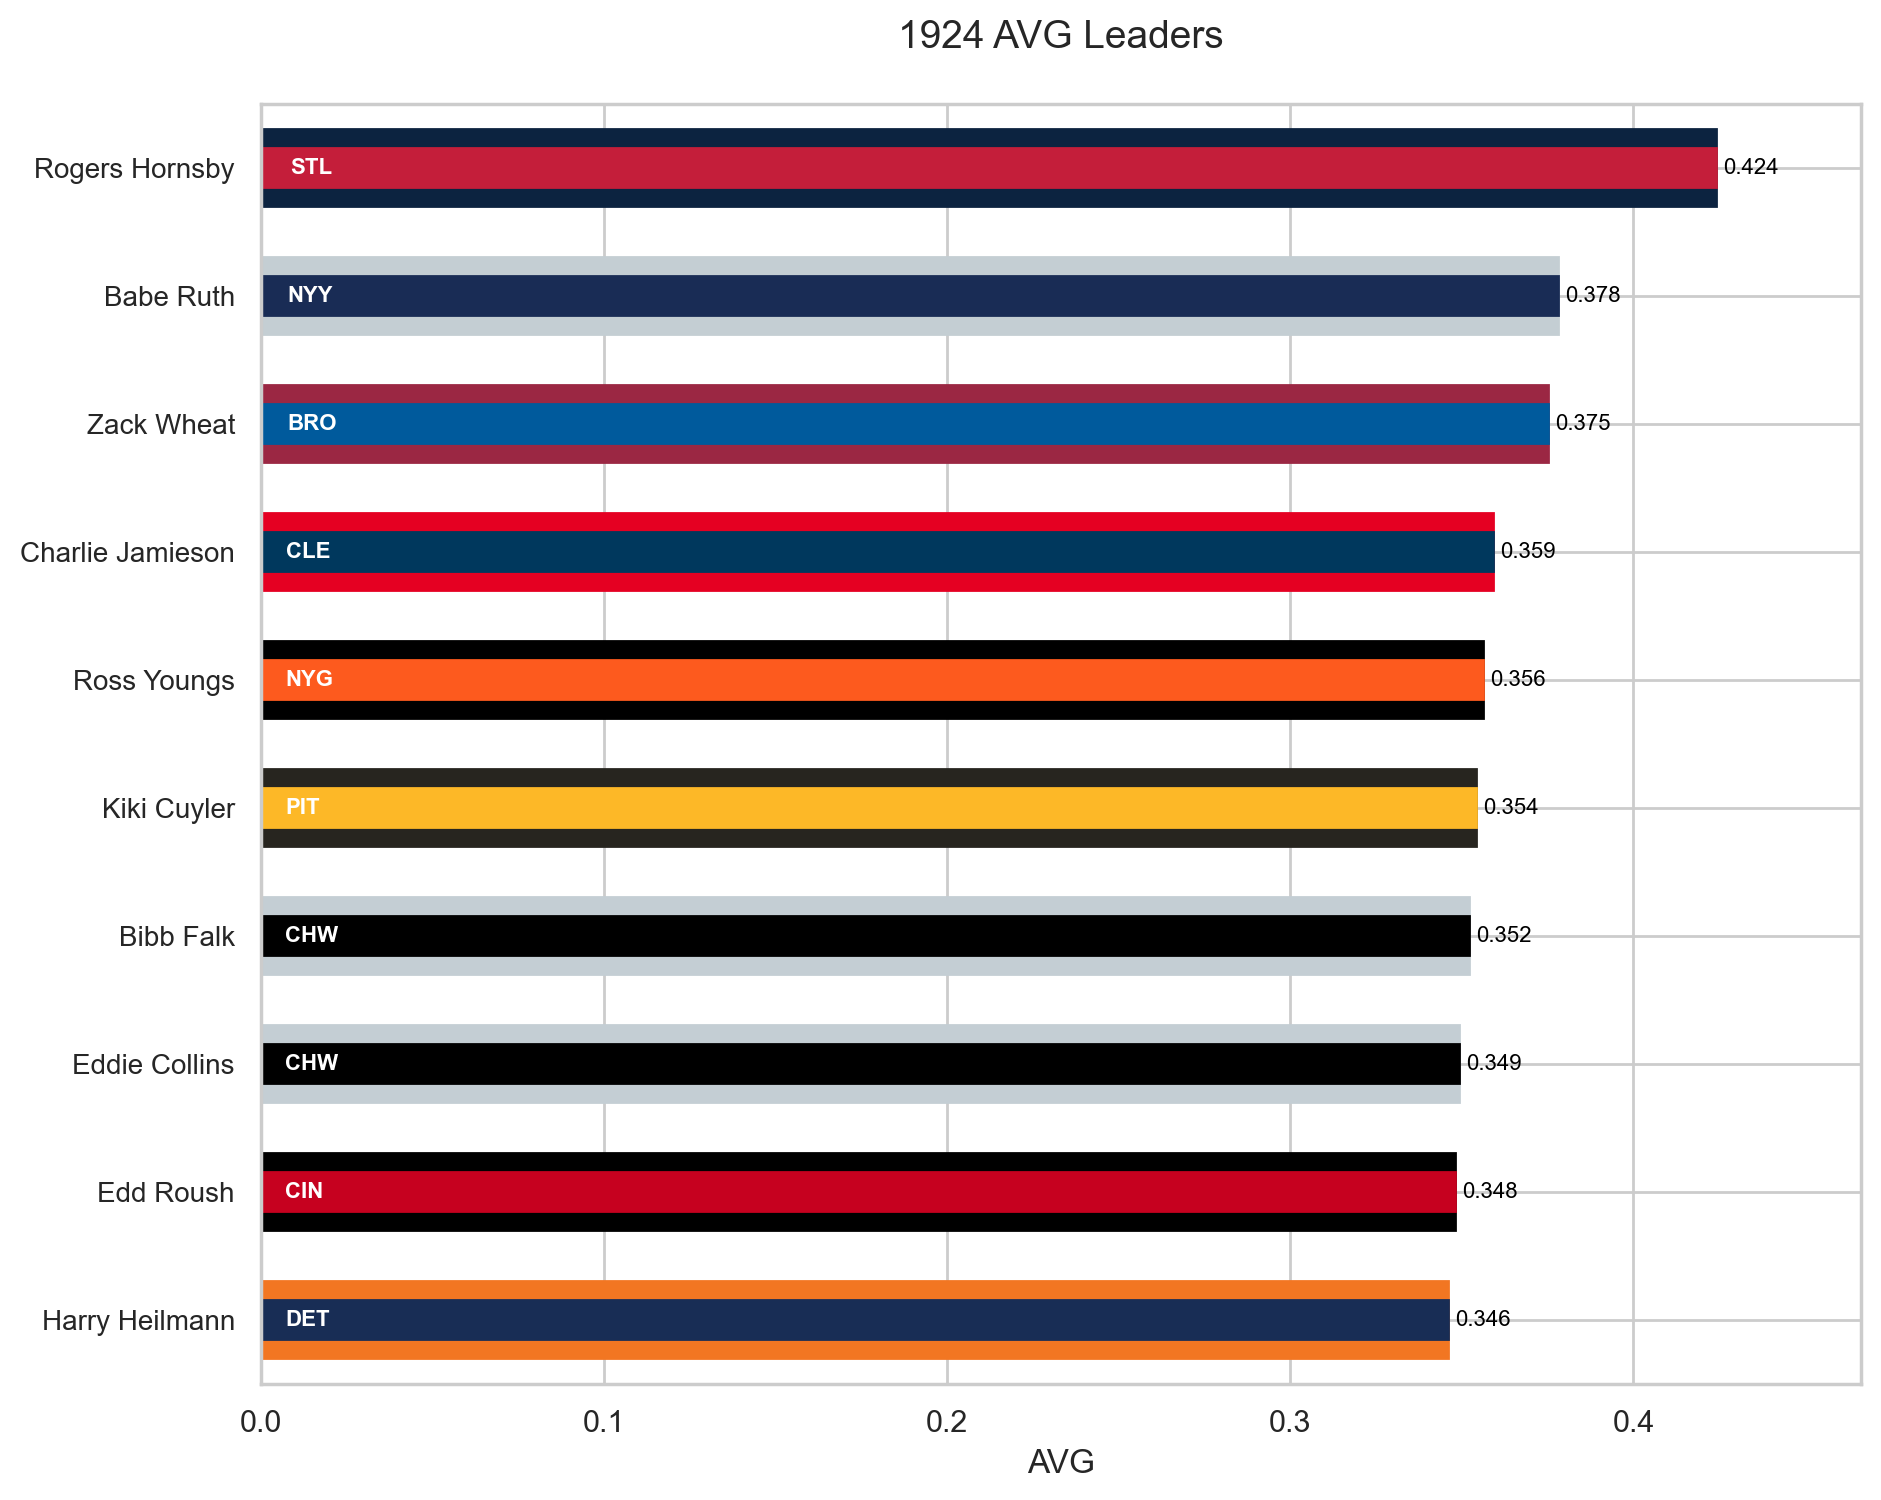 1924 AVG Leaders
Rogers Hornsby STL 0.424
Babe Ruth NYY 0.378
Zack Wheat BRO 0.375
Charlie Jamieson CLE 0.359
Ross Youngs NYG 0.356
Kiki Cuyler PIT 0.354
Bibb Falk CHW 0.352
Eddie Collins CHW 0.349
Edd Roush CIN 0.348
Harry Heilmann DET 0.346
0.0 0.1 0.2 0.3 0.4
AVG